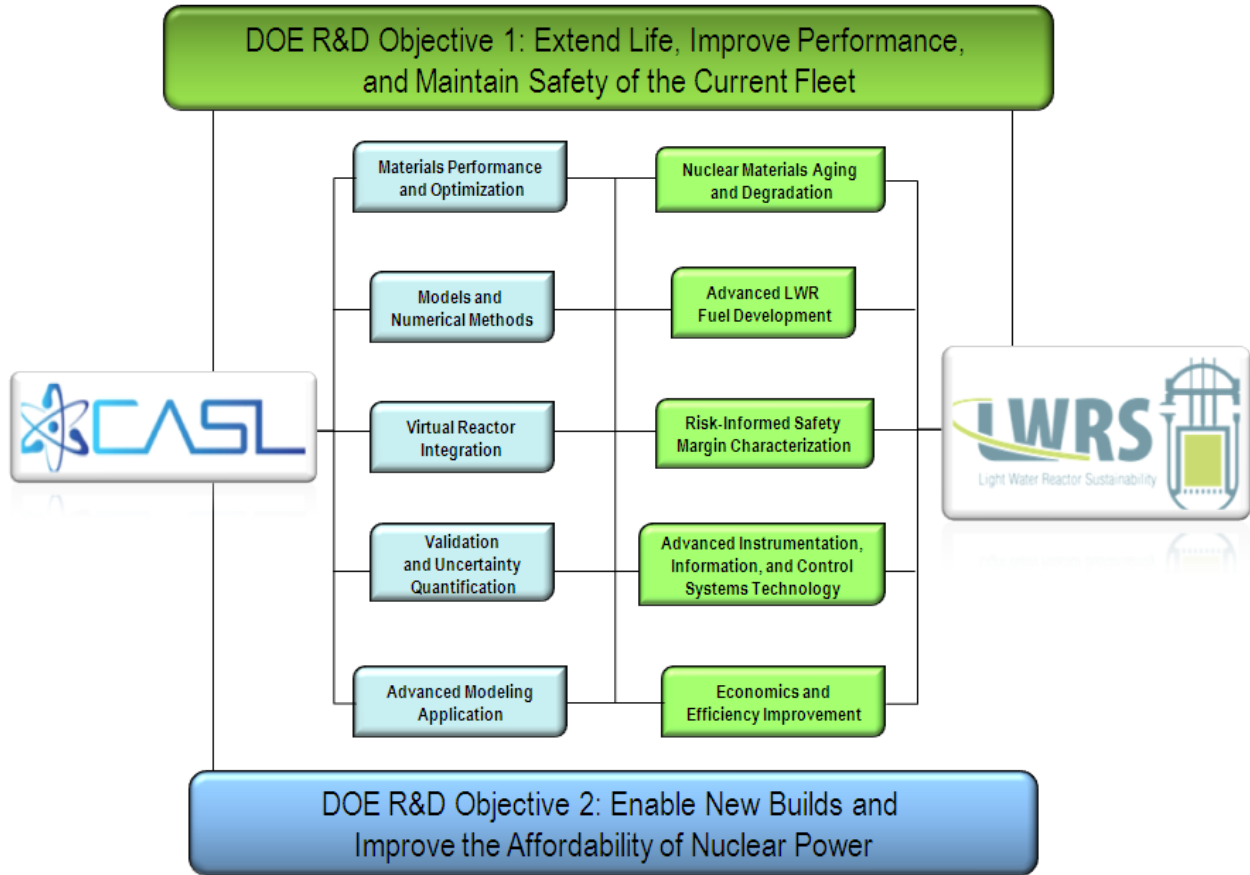 DOE R&D Objective 1: Extend Life, Improve Performance,
and Maintain Safety of the Current Fleet
Materials Performance
and Optimization
Nuclear Materials Aging
and Degradation
Models and
Numerical Methods
Advanced LWR
Fuel Development
CASL
Virtual Reactor
Integration
Risk-Informed Safety
Margin Characterization
LWRS
Light Water Reactor Sustainability
Validation
and Uncertainty
Quantification
Advanced Instrumentation,
Information, and Control
Systems Technology
Advanced Modeling
Application
Economics and
Efficiency Improvement
DOE R&D Objective 2: Enable New Builds and
Improve the Affordability of Nuclear Power